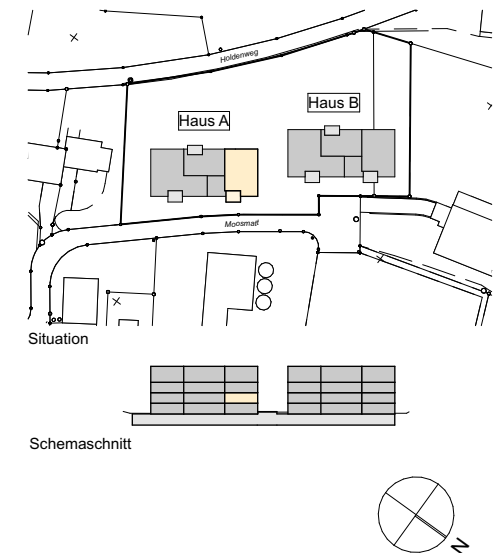 Holdenweg
Haus B
Haus A
Moosmatt
Situation
Schemaschnitt
N